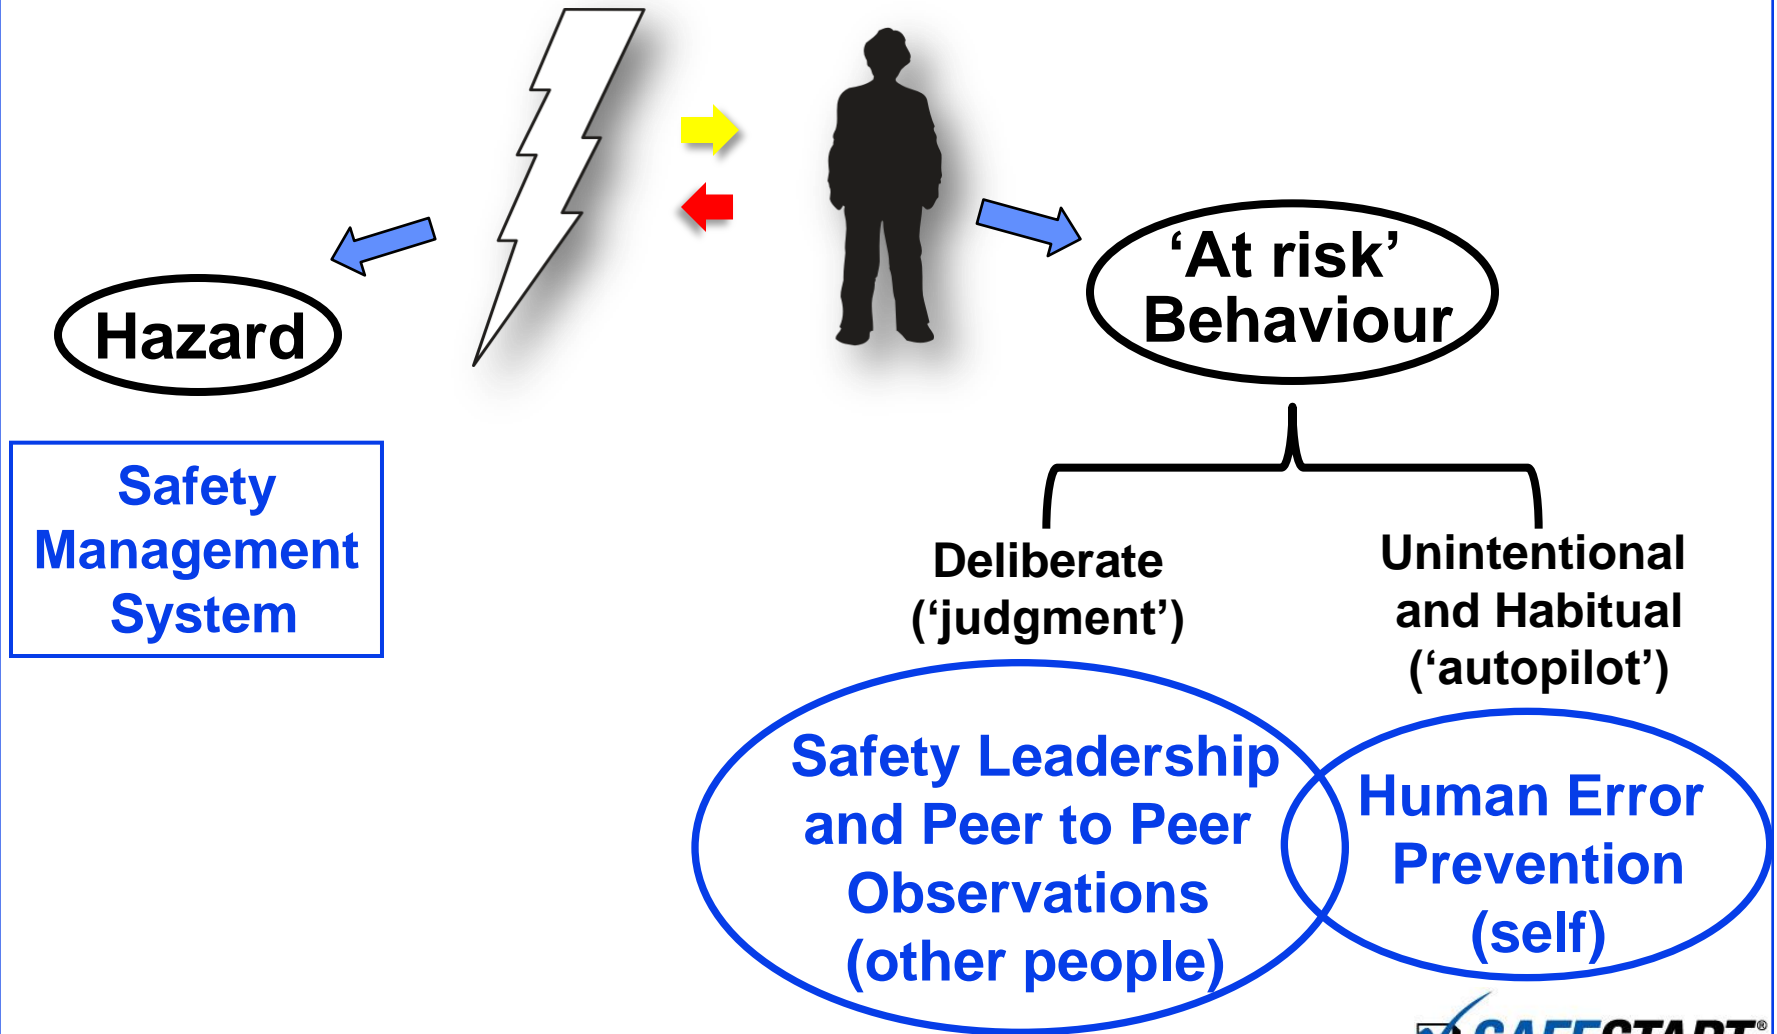 ‘At risk’
Behaviour
Hazard
Safety
Management
System
Deliberate
(‘judgment’)
Unintentional
and Habitual
(‘autopilot’)
Safety Leadership
and Peer to Peer
Observations
(other people)
Human Error
Prevention
(self)
SAFESTART®